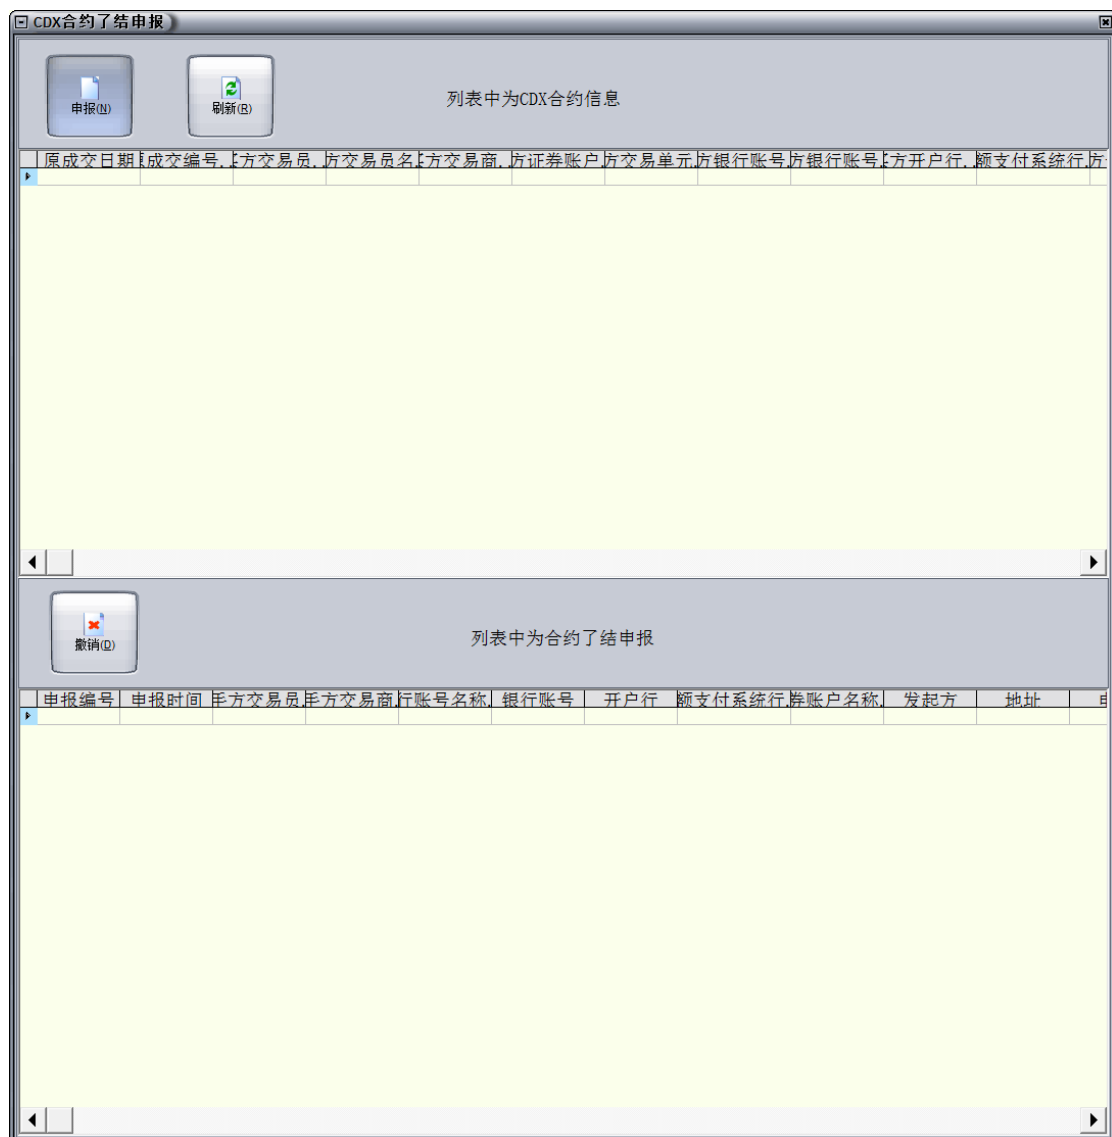 CDX合约了结申报
申报(N) 刷新(R) 列表中为CDX合约信息
原成交日期 成交编号. 方交易员. 方交易员名. 方交易商. 方证券账户. 方交易单元. 方银行账号. 方银行账号. 方开户行. 额支付系统行. 方
撤销(D) 列表中为合约了结申报
申报编号 申报时间 手方交易员. 手方交易商. 行账号名称. 银行账号 开户行 额支付系统行. 券账户名称. 发起方 地址